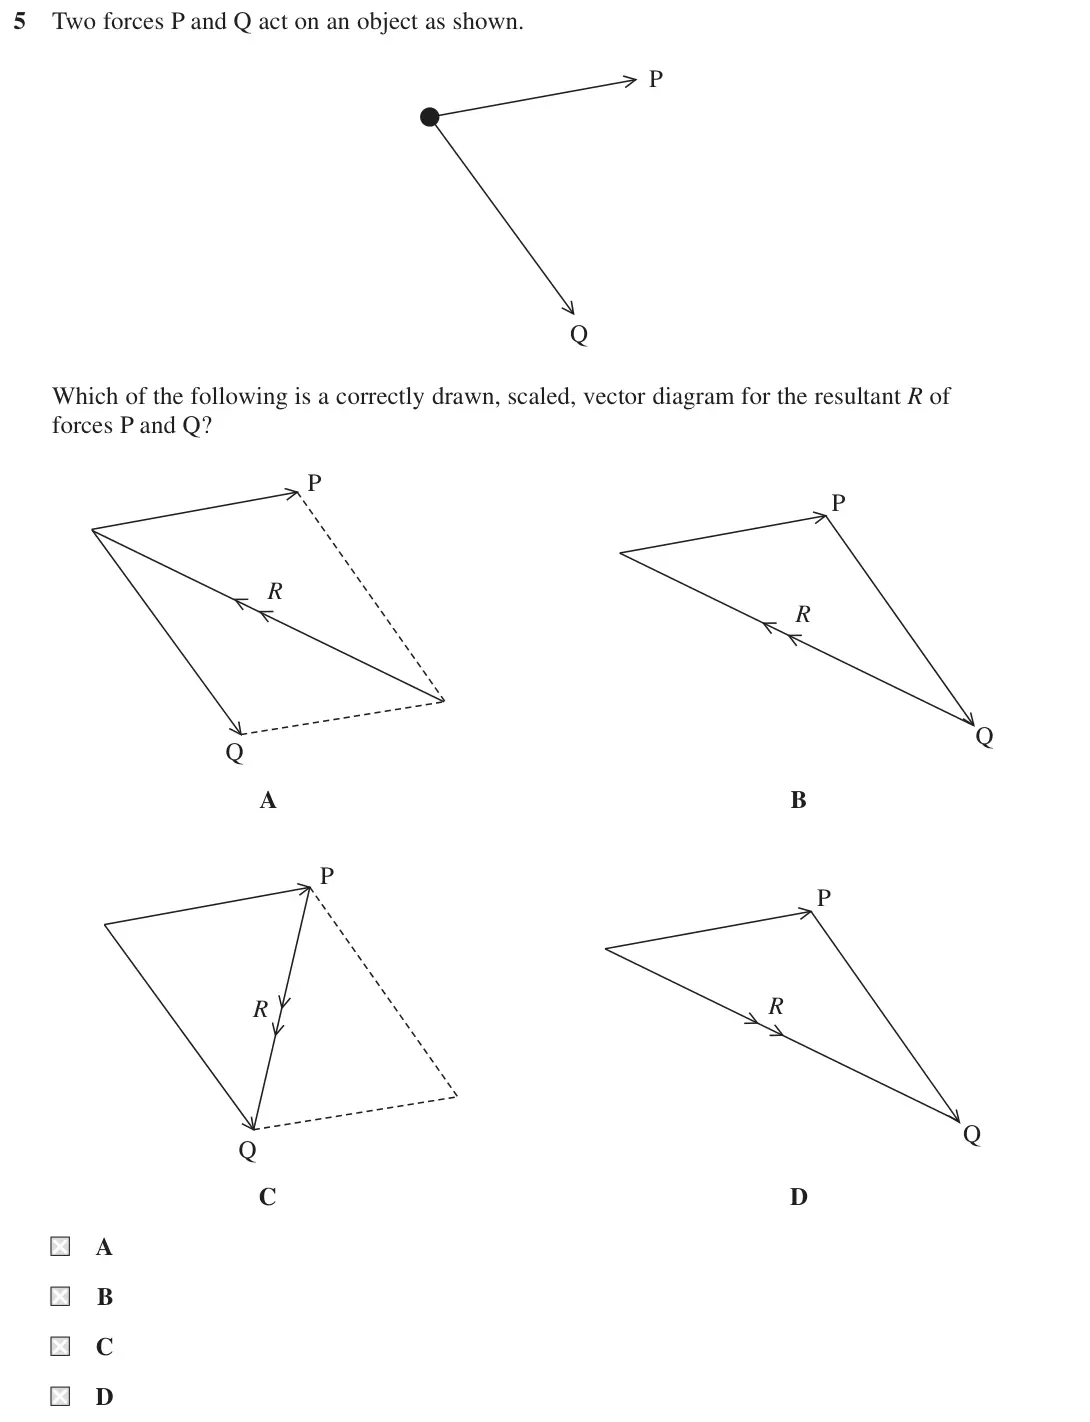 5 Two forces P and Q act on an object as shown.
P
Q
Which of the following is a correctly drawn, scaled, vector diagram for the resultant R of
forces P and Q?
P
R
Q
A
P
R
Q
B
P
R
Q
C
P
R
Q
D
A
B
C
D